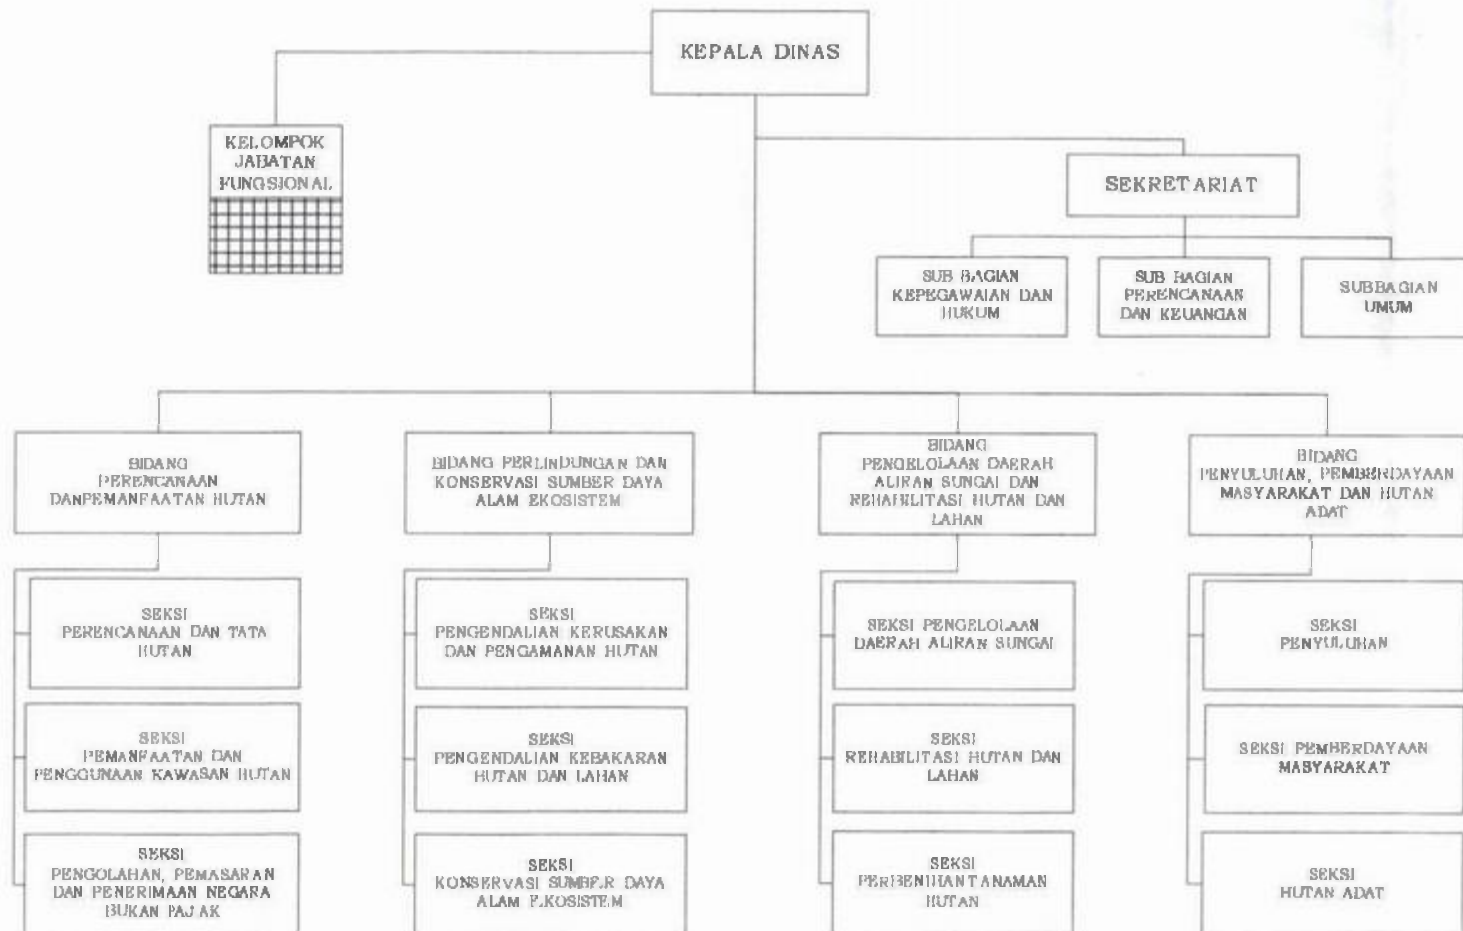 KEPALA DINAS
KELOMPOK
JABATAN
FUNGSIONAL
SEKRETARIAT
SUB BAGIAN
KEPEGAWAIAN DAN
HUKUM
SUB BAGIAN
PERENCANAAN
DAN KEUANGAN
SUBBAGIAN
UMUM
BIDANG
PERENCANAAN
DANPEMANFAATAN HUTAN
BIDANG PERLINDUNGAN DAN
KONSERVASI SUMBER DAYA
ALAM EKOSISTEM
BIDANG
PENGELOLAAN DAERAH
ALIRAN SUNGAI DAN
REHABILITASI HUTAN DAN
LAHAN
BIDANG
PENYULUHAN, PEMBERDAYAAN
MASYARAKAT DAN HUTAN
ADAT
SEKSI
PERENCANAAN DAN TATA
HUTAN
SEKSI
PEMANFAATAN DAN
PENGGUNAAN KAWASAN HUTAN
SEKSI
PENGOLAHAN, PEMASARAN
DAN PENERIMAAN NEGARA
BUKAN PAJAK
SEKSI
PENGENDALIAN KERUSAKAN
DAN PENGAMANAN HUTAN
SEKSI
PENGENDALIAN KEBAKARAN
HUTAN DAN LAHAN
SEKSI
KONSERVASI SUMBER DAYA
ALAM EKOSISTEM
SEKSI PENGELOLAAN
DAERAH ALIRAN SUNGAI
SEKSI
REHABILITASI HUTAN DAN
LAHAN
SEKSI
PERBENIHAN TANAMAN
HUTAN
SEKSI
PENYULUHAN
SEKSI PEMBERDAYAAN
MASYARAKAT
SEKSI
HUTAN ADAT